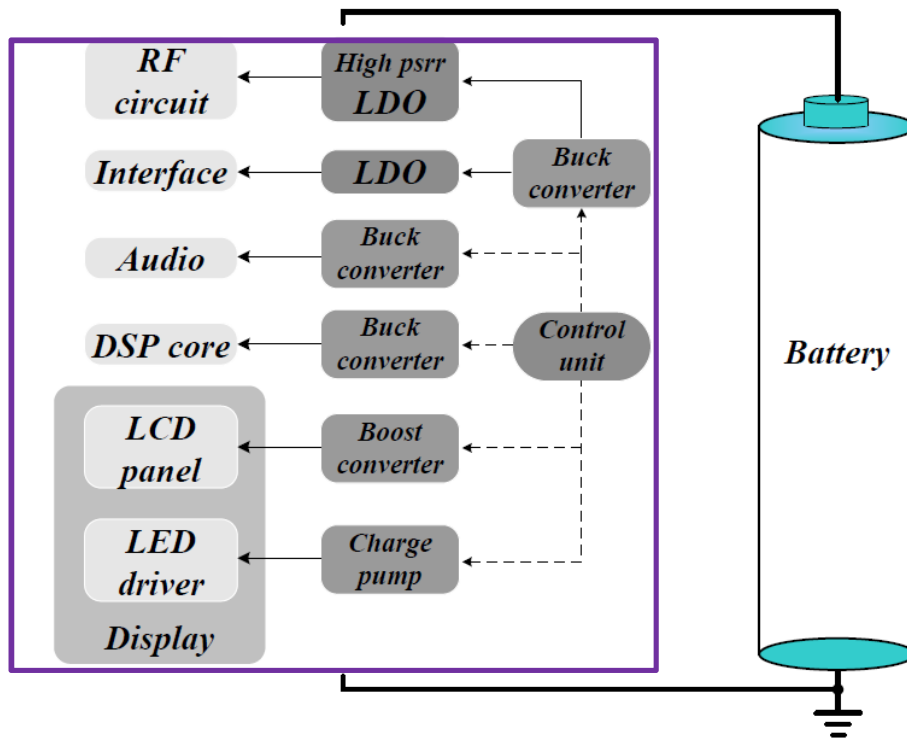 RF
circuit
High psrr
LDO
Interface
LDO
Buck
converter
Audio
Buck
converter
DSP core
Buck
converter
Control
unit
Battery
LCD
panel
Boost
converter
LED
driver
Charge
pump
Display